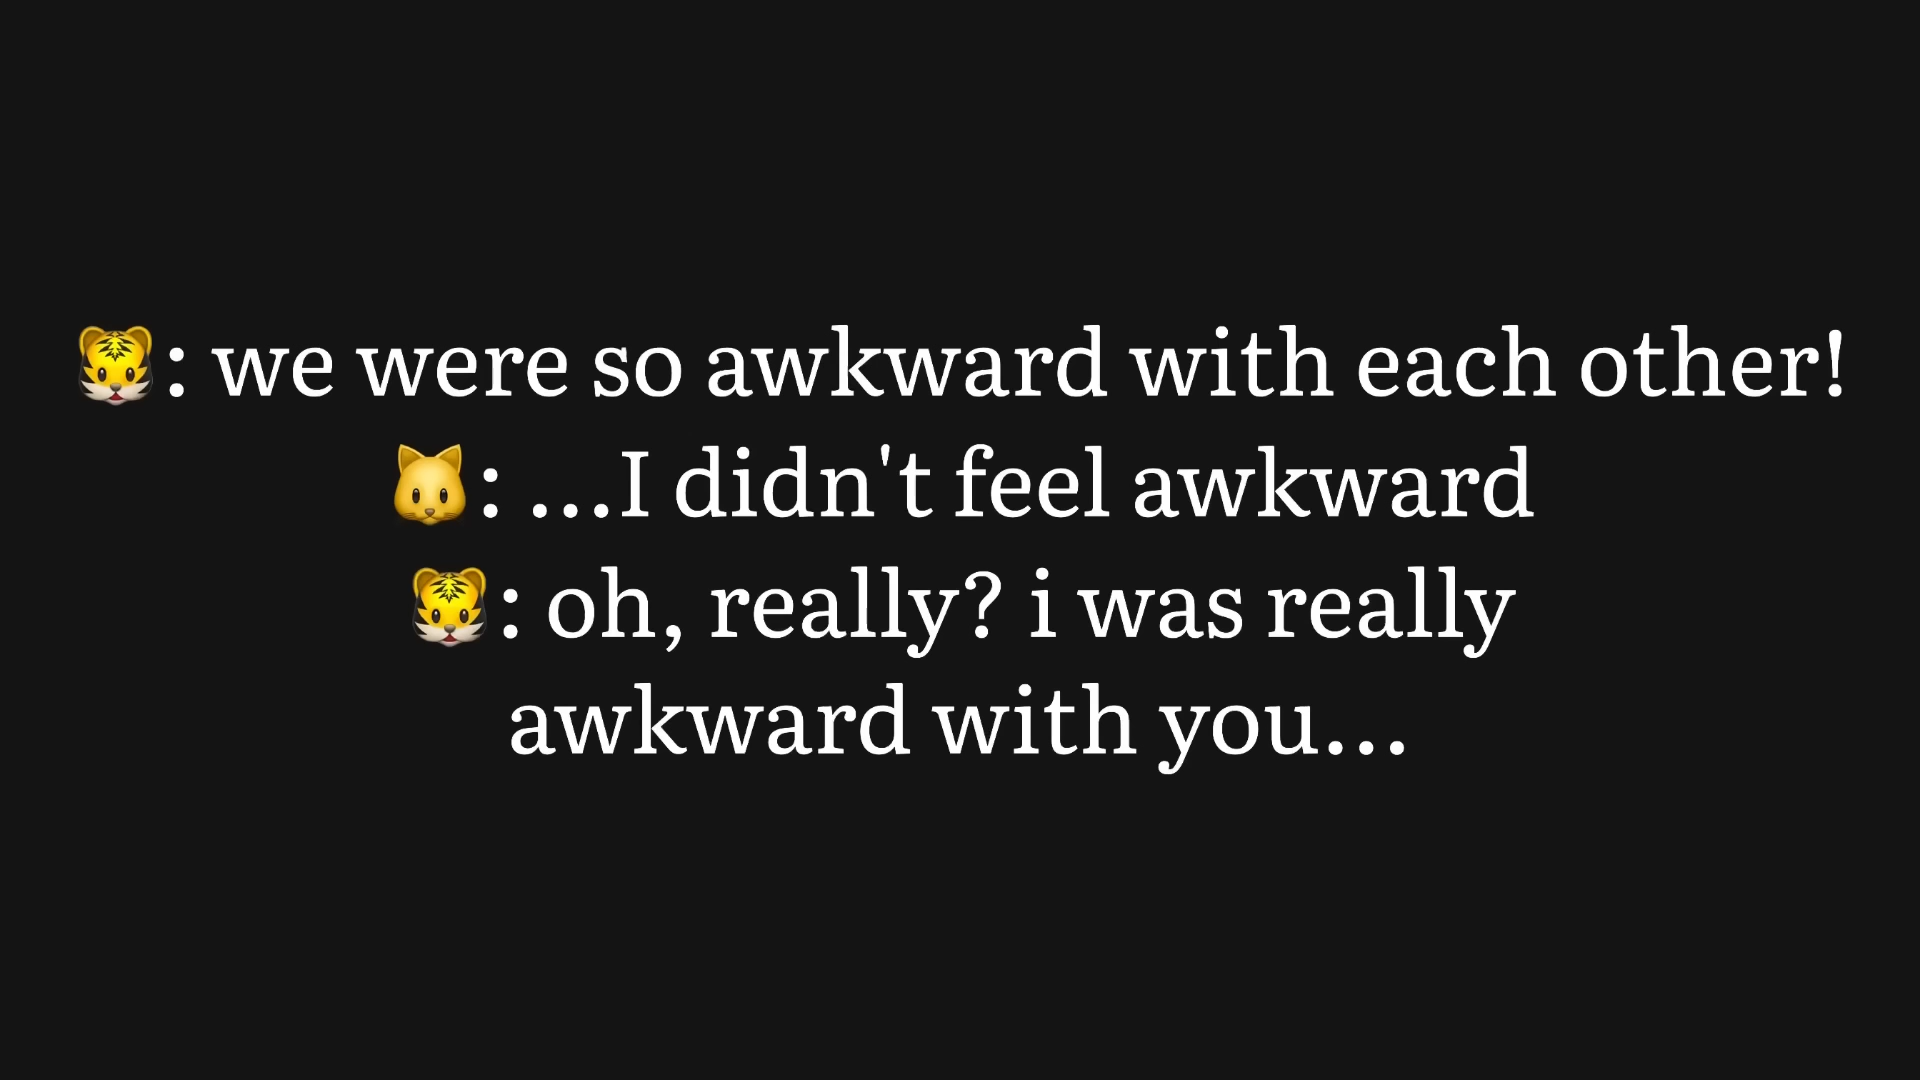 🐯: we were so awkward with each other!
🐱: ...I didn't feel awkward
🐯: oh, really? i was really
awkward with you...